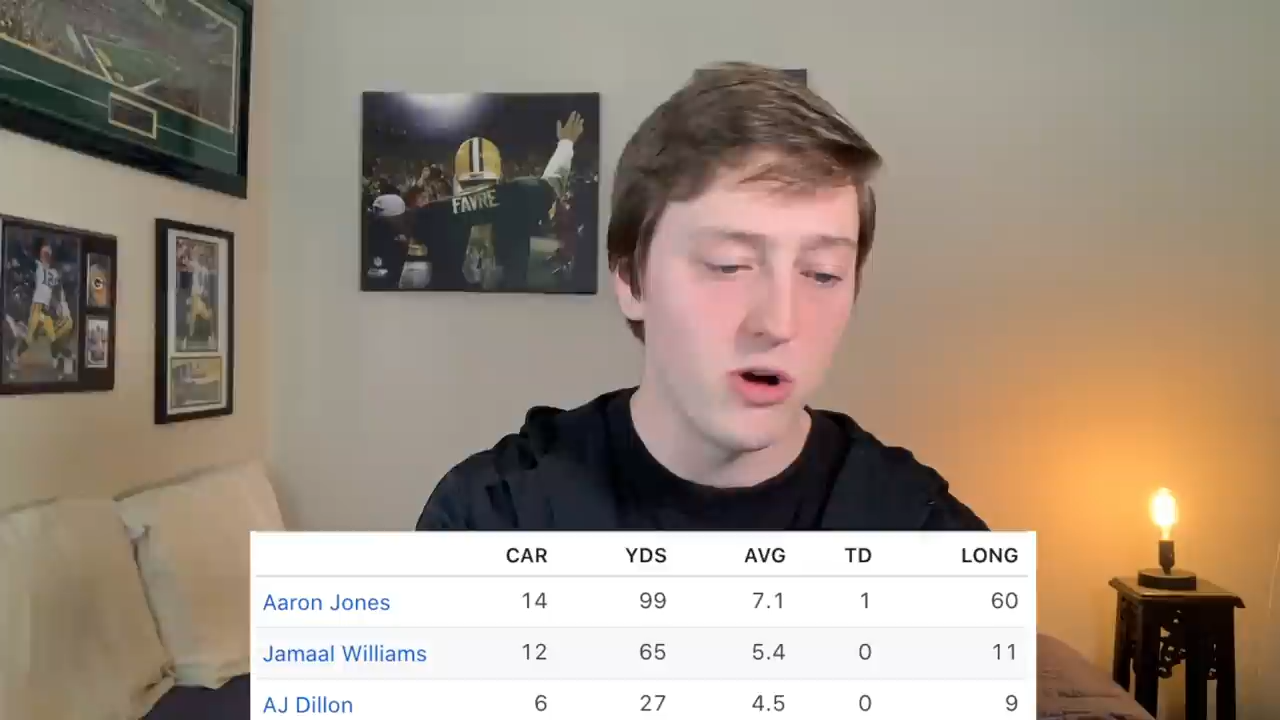 FAVRE
CAR YDS AVG TD LONG
Aaron Jones 14 99 7.1 1 60
Jamaal Williams 12 65 5.4 0 11
AJ Dillon 6 27 4.5 0 9